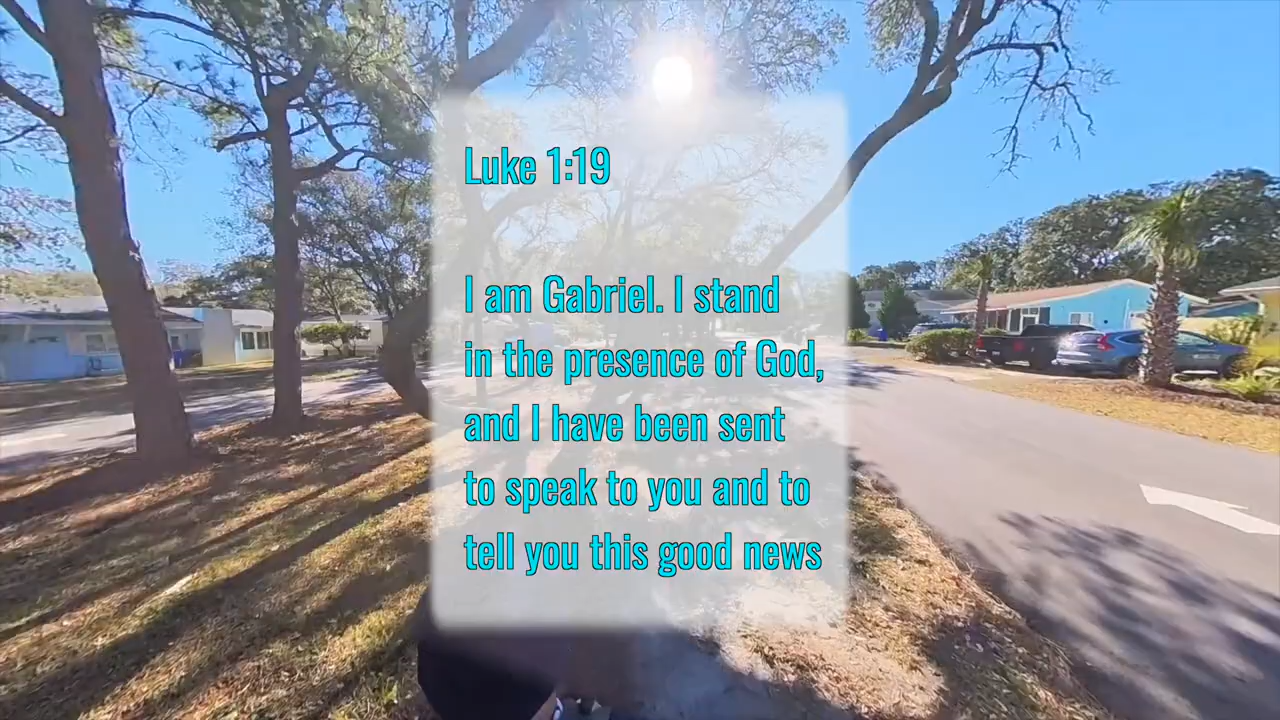 Luke 1:19
I am Gabriel. I stand
in the presence of God,
and I have been sent
to speak to you and to
tell you this good news